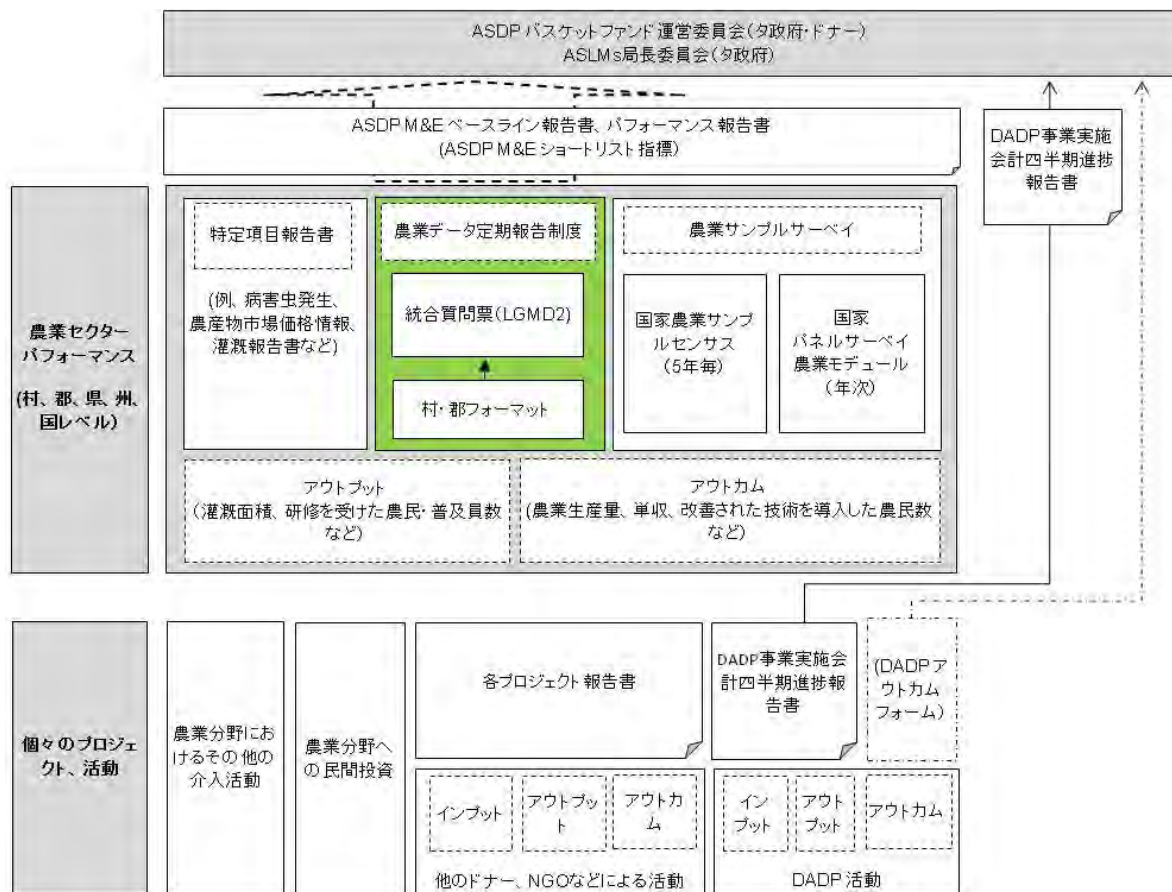 ASDP バスケットファンド運営委員会(タ政府・ドナー)
ASLMs局長委員会(タ政府)
ASDP M&E ベースライン報告書、パフォーマンス報告書
(ASDP M&E ショートリスト指標)
DADP事業実施
会計四半期進捗
報告書
農業セクター
パフォーマンス
(村、郡、県、州、
国レベル)
特定項目報告書
(例、病害虫発生、
農産物市場価格情報、
灌漑報告書など)
農業データ定期報告制度
統合質問票(LGMD2)
村・郡フォーマット
農業サンプルサーベイ
国家農業サンプ
ルセンサス
(5年毎)
国家
パネルサーベイ
農業モジュール
(年次)
アウトプット
(灌漑面積、研修を受けた農民・普及員数
など)
アウトカム
(農業生産量、単収、改善された技術を導入した農民数
など)
個々のプロジェ
クト、活動
農業分野にお
けるその他の
介入活動
農業分野へ
の民間投資
各プロジェクト報告書
DADP事業実施会
計四半期進捗報
告書
(DADPア
ウトカム
フォーム)
インプット
アウトプッ
ト
アウトカ
ム
他のドナー、NGOなどによる活動
イン
プット
アウト
プット
アウトカム
DADP 活動